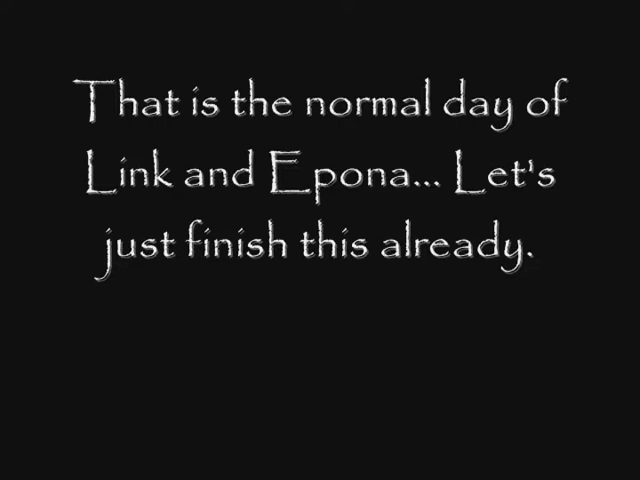 That is the normal day of
Link and Epona... Let's
just finish this already.